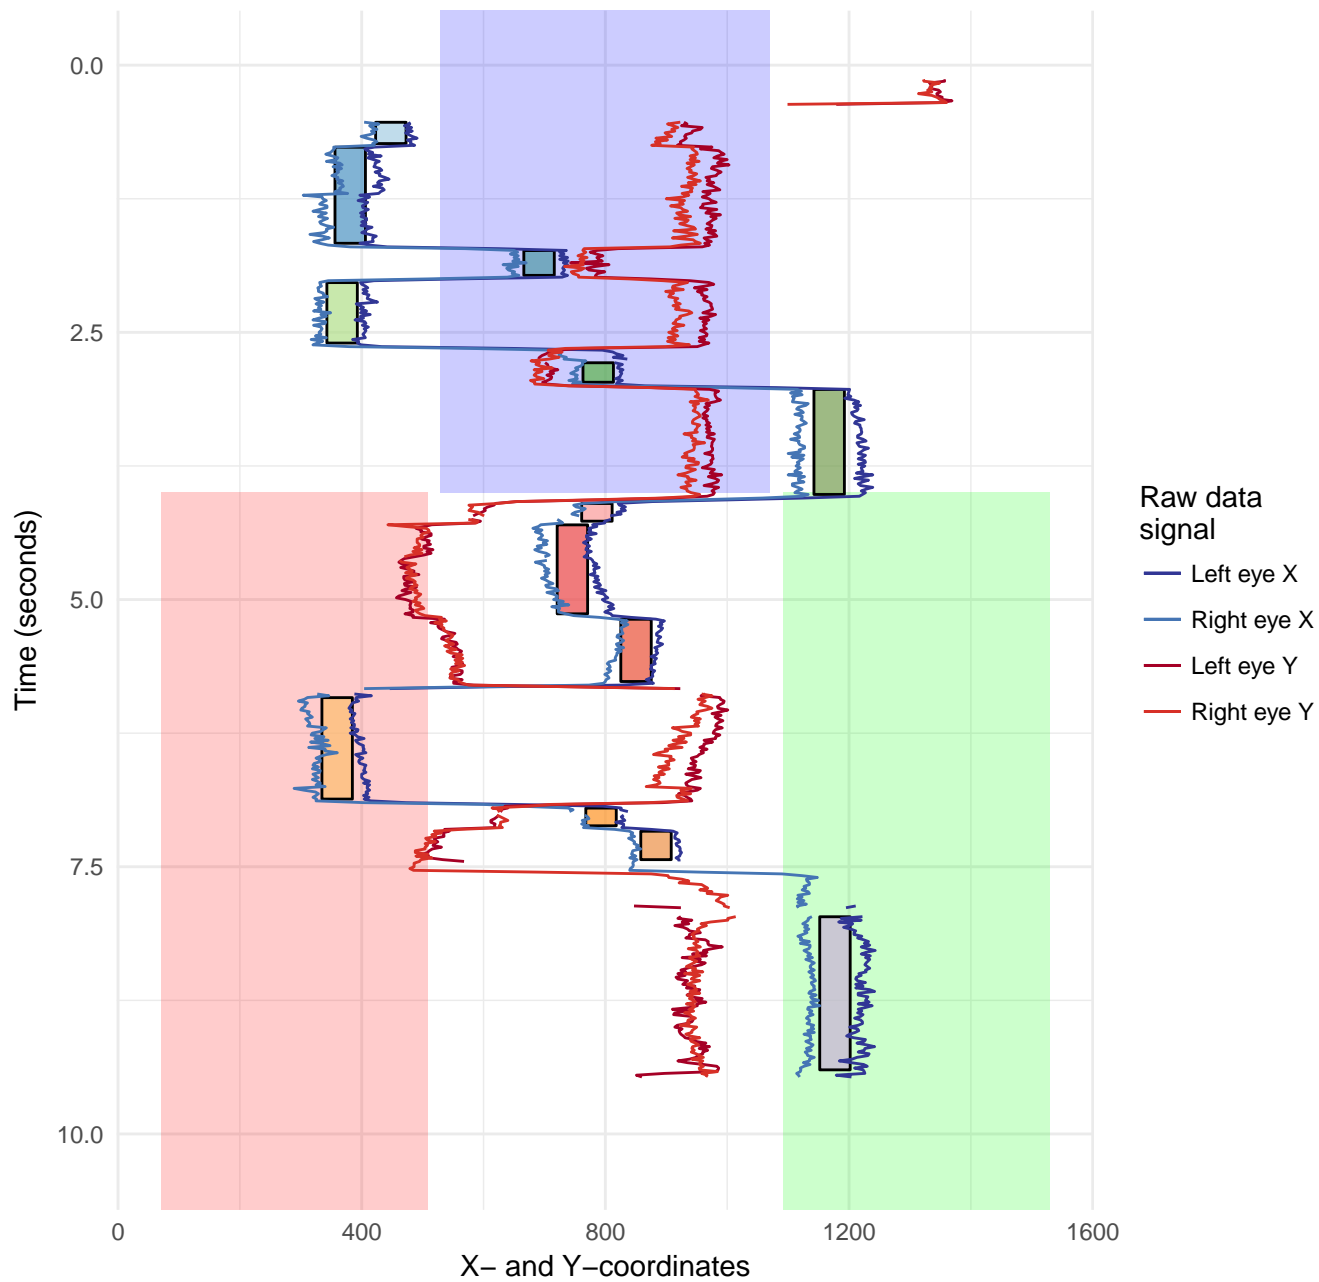 0.0
2.5
5.0
7.5
10.0
Time (seconds)
0
400
800
1200
1600
X− and Y−coordinates
Raw data
signal
Left eye X
Right eye X
Left eye Y
Right eye Y